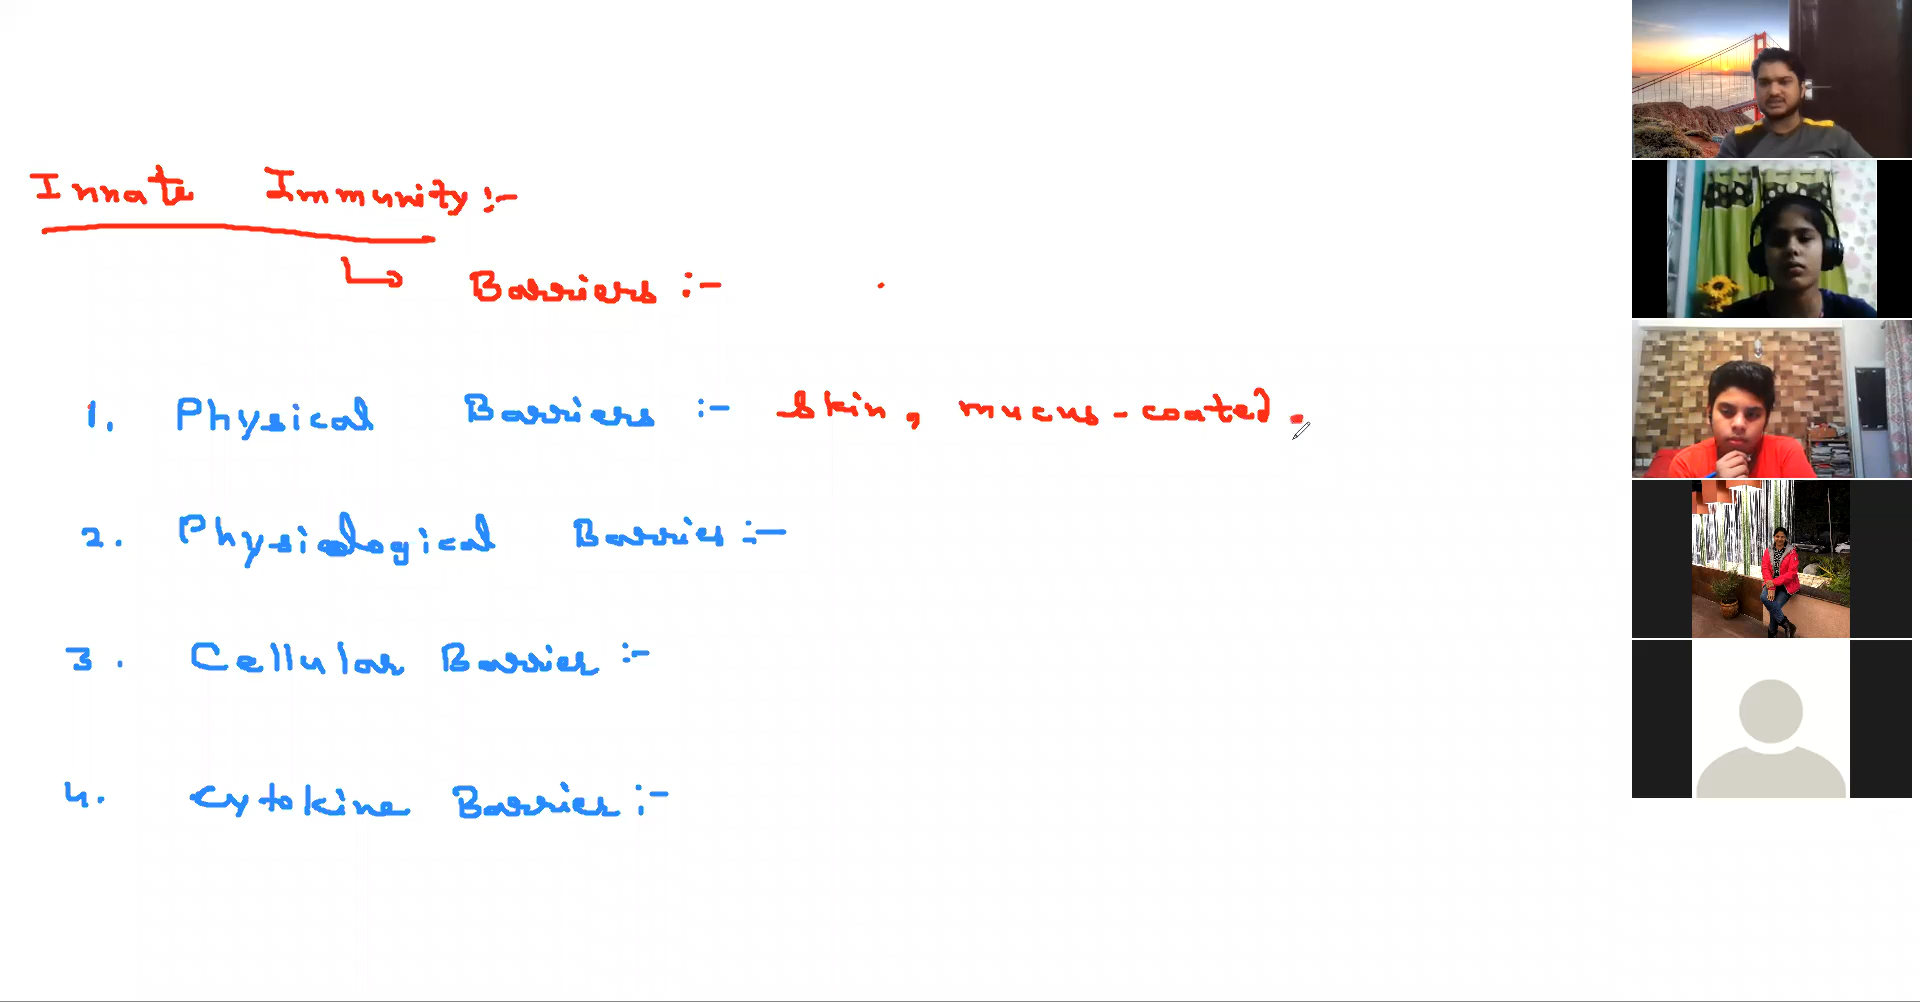 Innate Immunity :-
↳ Barriers :-
1. Physical Barriers :- Skin, mucus-coated.
2. Physiological Barrier :-
3. Cellular Barrier :-
4. Cytokine Barrier :-